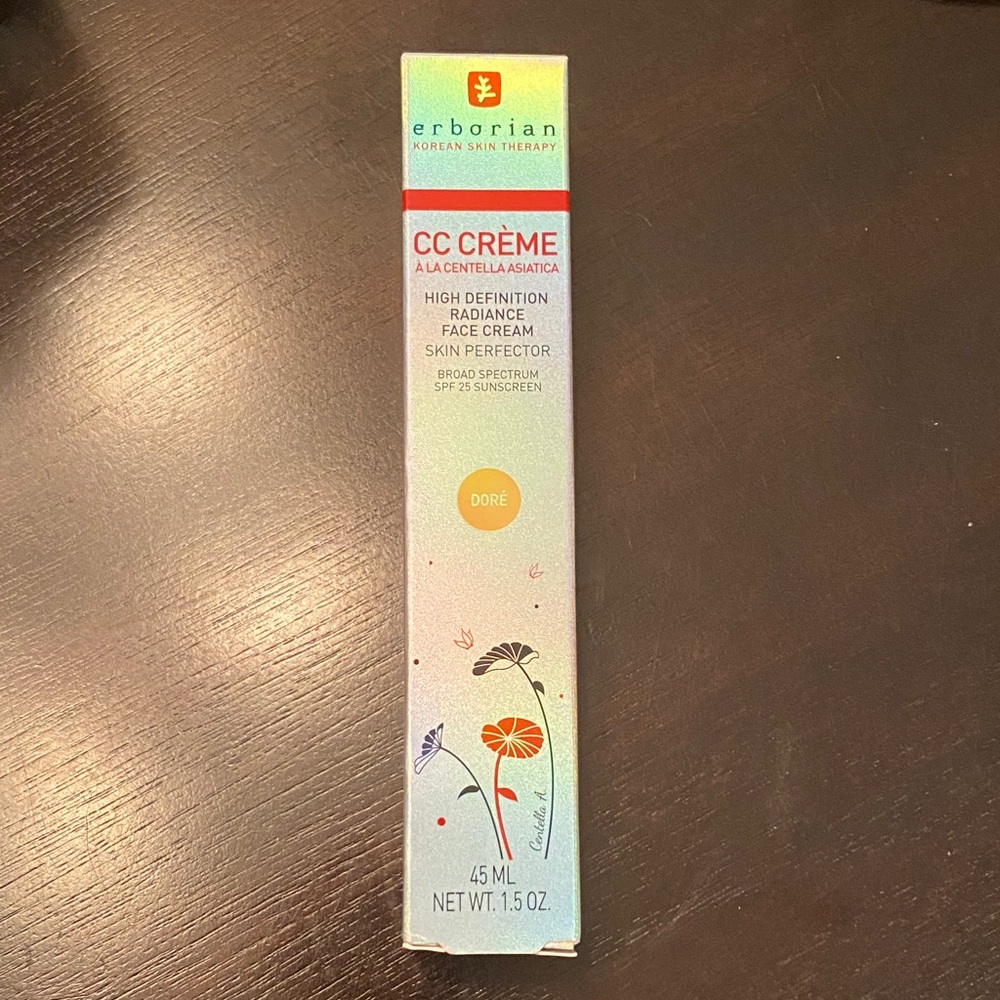 erborian
KOREAN SKIN THERAPY
CC CRÈME
À LA CENTELLA ASIATICA
HIGH DEFINITION
RADIANCE
FACE CREAM
SKIN PERFECTOR
BROAD SPECTRUM
SPF 25 SUNSCREEN
DORÉ
Centella A.
45 ML
NET WT. 1.5 OZ.